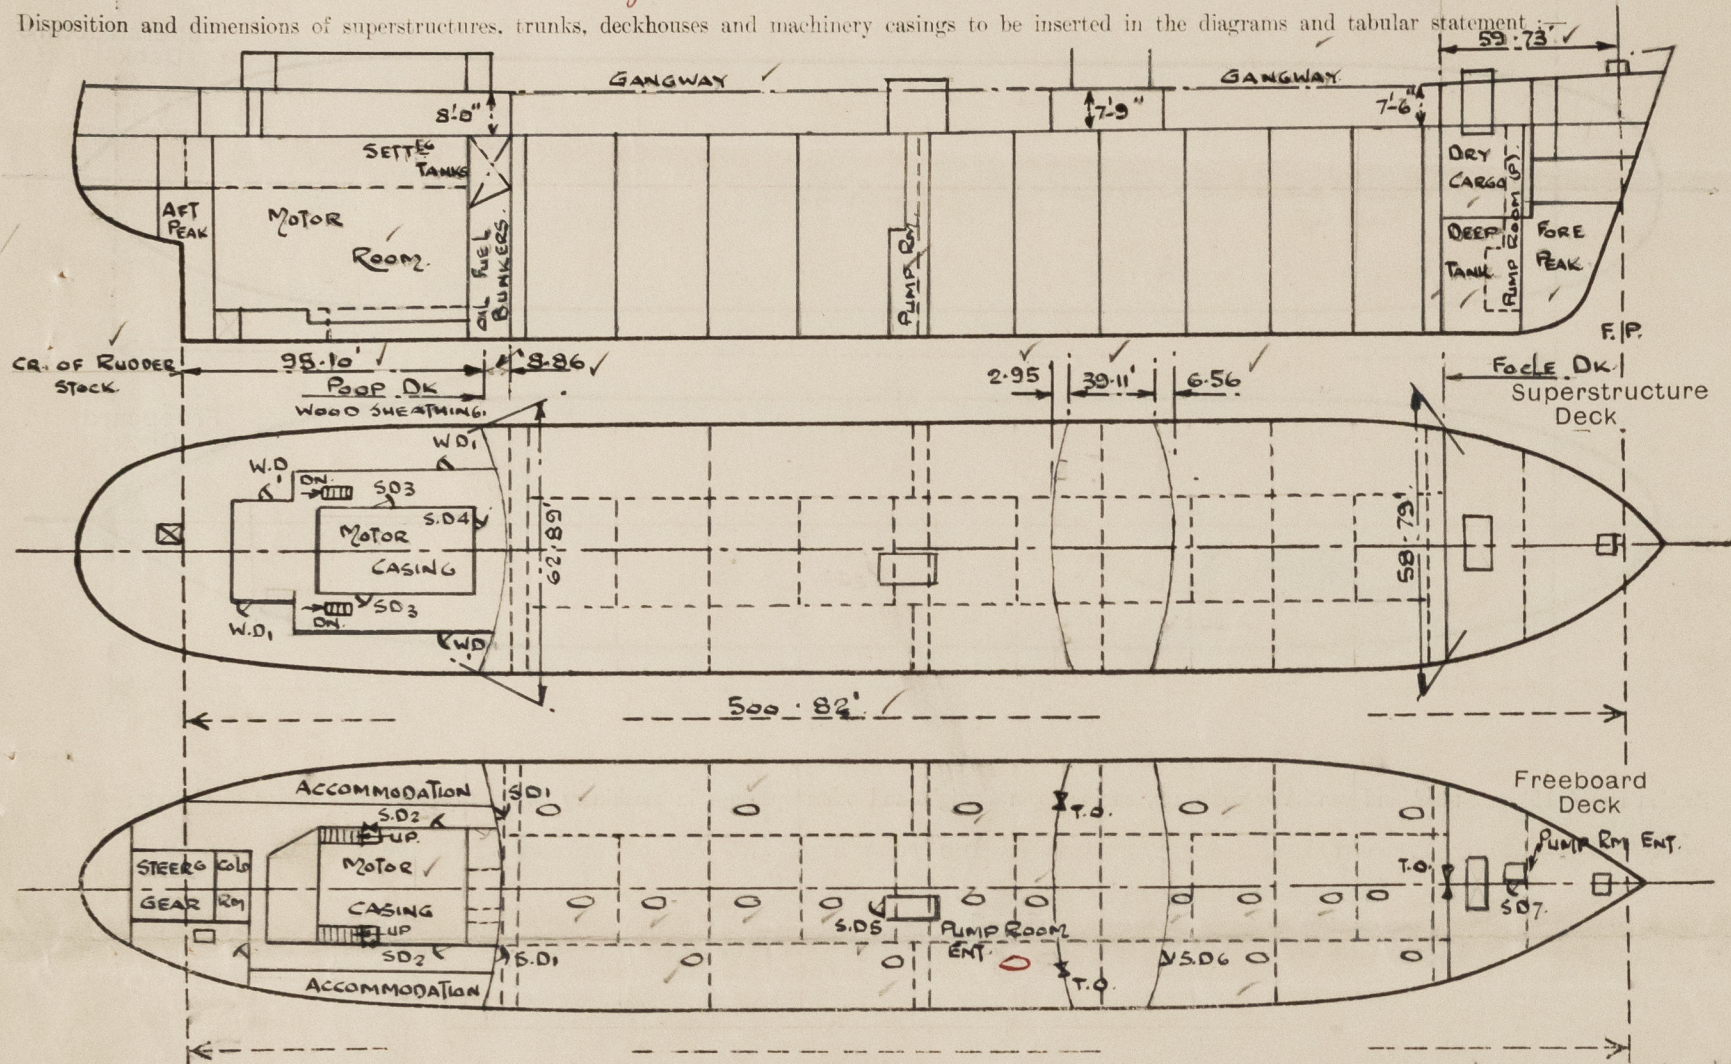 Disposition and dimensions of superstructures, trunks, deckhouses and machinery casings to be inserted in the diagrams and tabular statement :—
59·73'
GANGWAY
GANGWAY
8'-0"
7'-9"
7'-6"
SETTEG
TANKS
DRY
CARGO
AFT
PEAK
MOTOR
ROOM.
OIL FUEL
BUNKERS.
PUMP RM
DEEP
TANK
PUMP ROOM (P).
FORE
PEAK
F.P.
CR. OF RUDDER
STOCK.
95·10'
8·86
POOP DK
WOOD SHEATHING.
2·95
39·11'
6·56
FOCLE DK
Superstructure
Deck
W.D1
W.D
DN.
SD3
S.D4
MOTOR
CASING
SD3
DN.
W.D1
W.D
62·89'
58·79'
500·82'
Freeboard
Deck
ACCOMMODATION
S.D1
S.D2
UP.
T.O.
PUMP RM ENT.
STEERG
GEAR
COLD
RM
MOTOR
CASING
T.O.
SD7.
UP
S.D5
PUMP ROOM
ENT.
SD2
S.D1
S.D6
ACCOMMODATION
T.O.